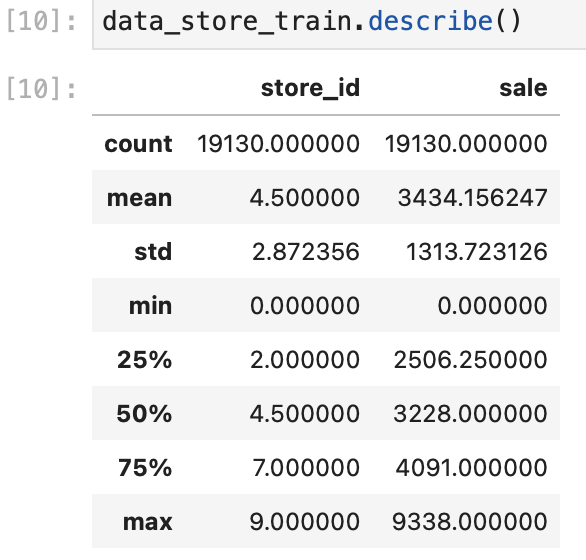 [10]: data_store_train.describe()
[10]: store_id sale
count 19130.000000 19130.000000
mean 4.500000 3434.156247
std 2.872356 1313.723126
min 0.000000 0.000000
25% 2.000000 2506.250000
50% 4.500000 3228.000000
75% 7.000000 4091.000000
max 9.000000 9338.000000